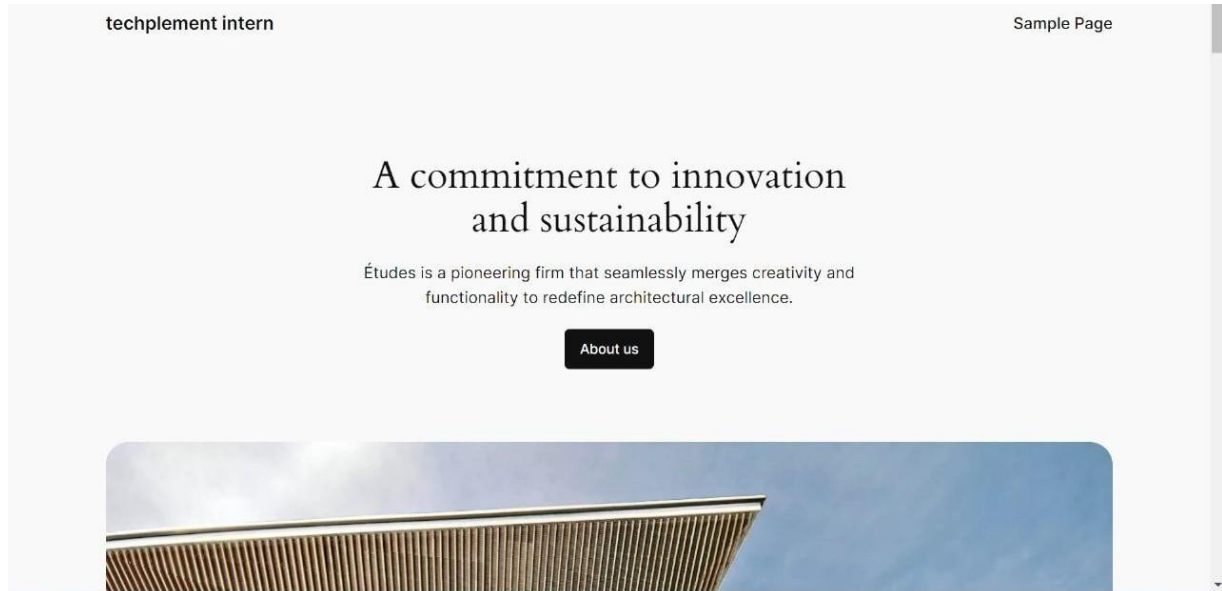 techplement intern
Sample Page
A commitment to innovation
and sustainability
Études is a pioneering firm that seamlessly merges creativity and
functionality to redefine architectural excellence.
About us